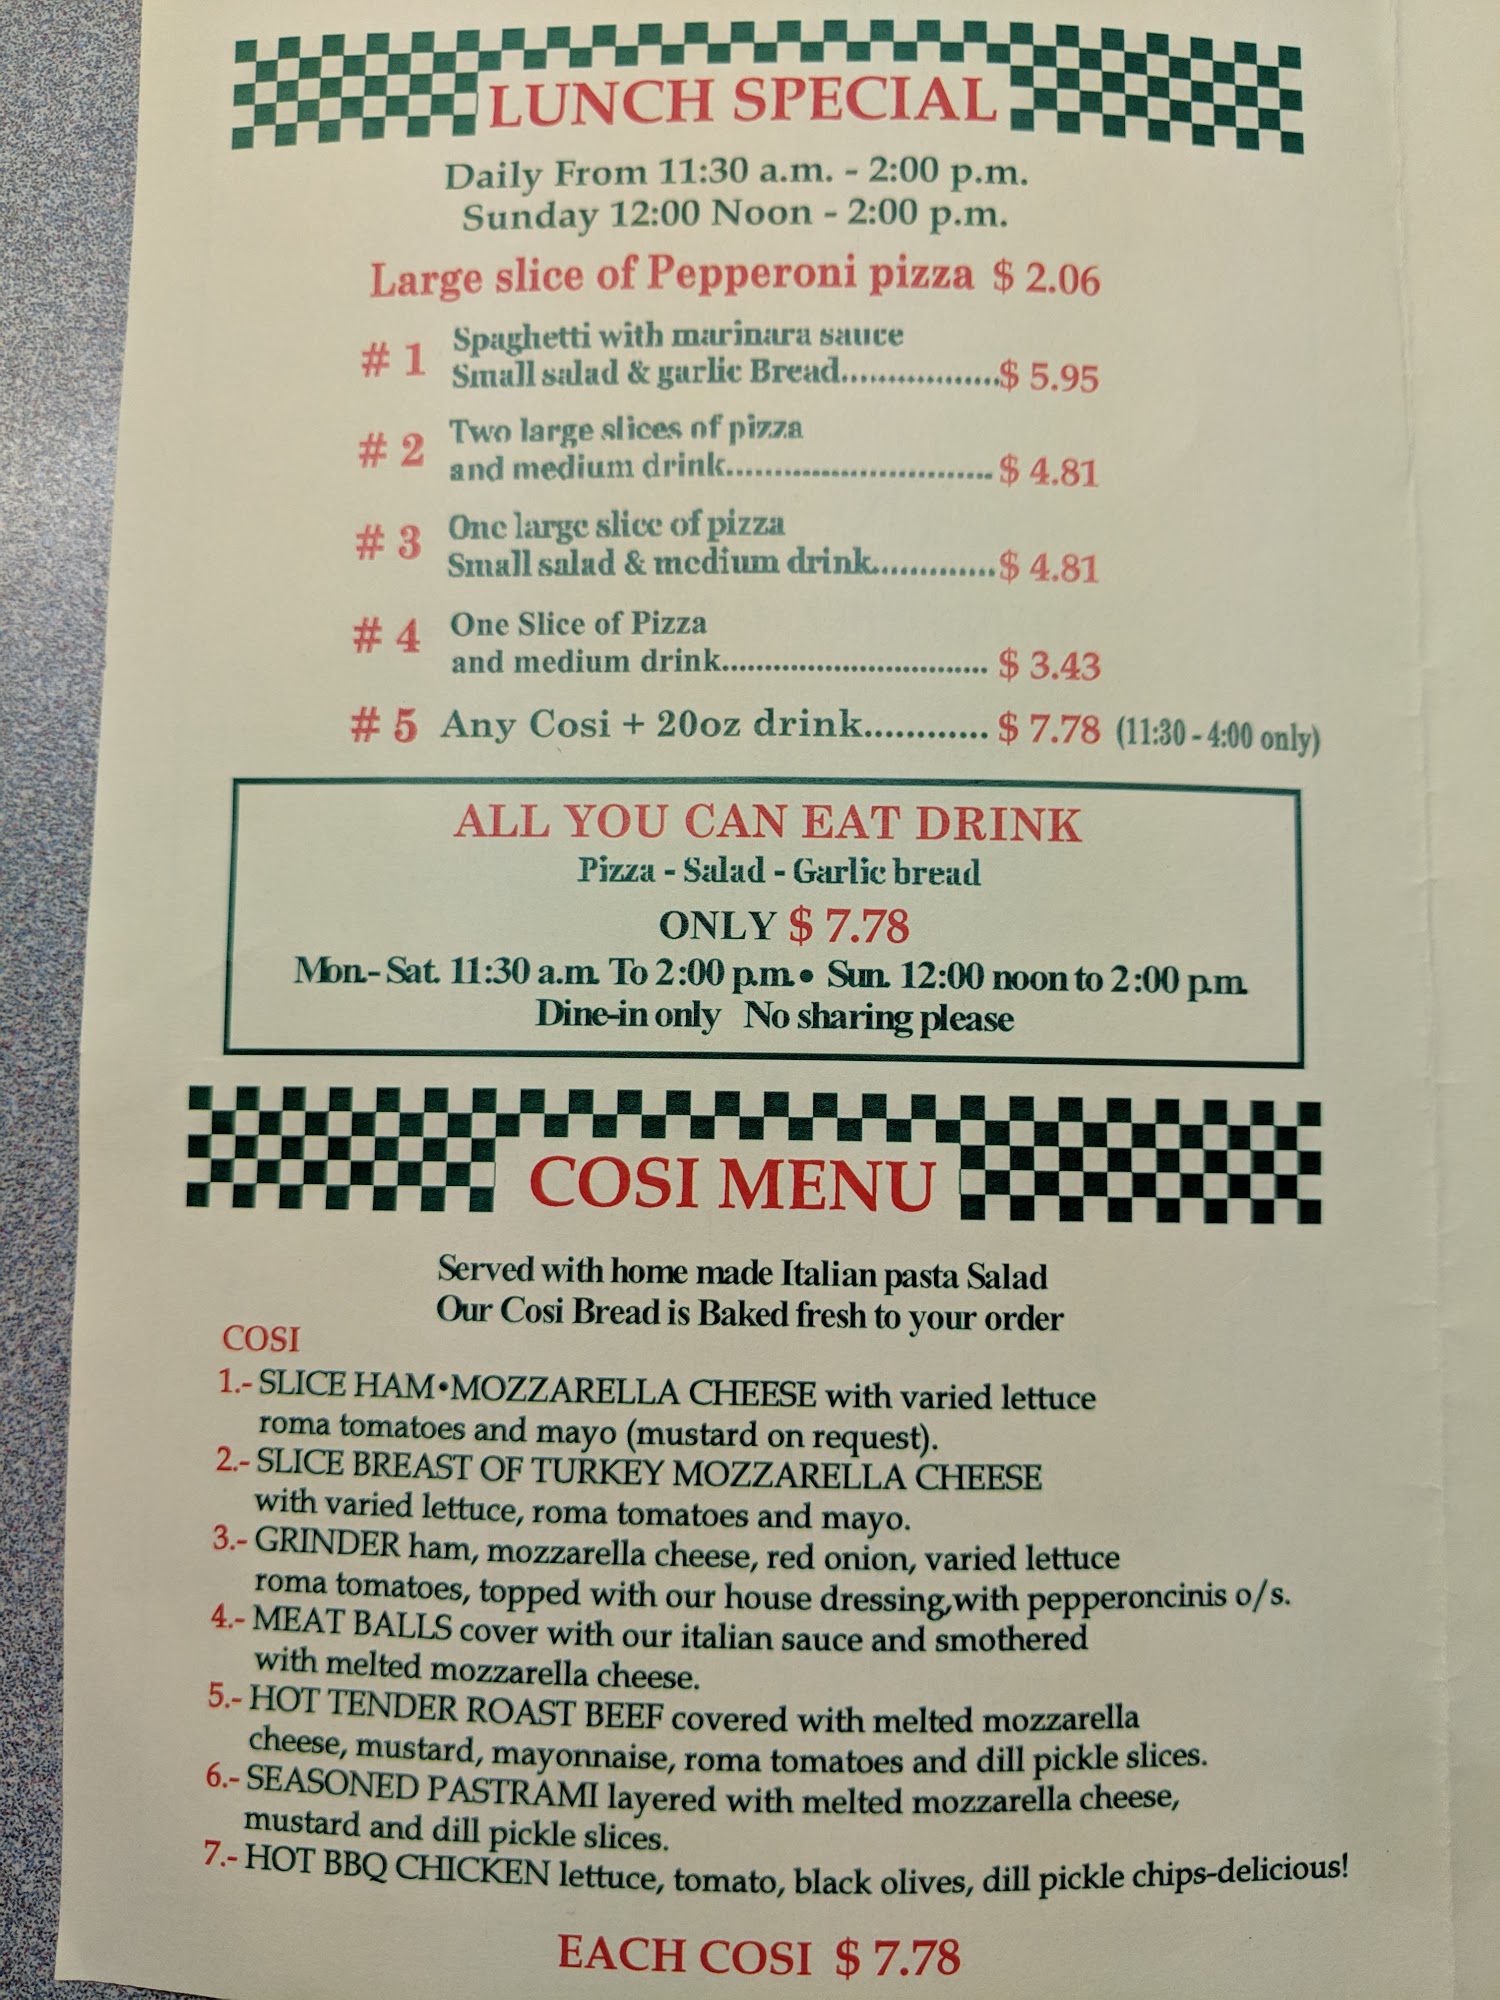 LUNCH SPECIAL
Daily From 11:30 a.m. - 2:00 p.m.
Sunday 12:00 Noon - 2:00 p.m.
Large slice of Pepperoni pizza $ 2.06
# 1 Spaghetti with marinara sauce
Small salad & garlic Bread..................$ 5.95
# 2 Two large slices of pizza
and medium drink.............................. $ 4.81
# 3 One large slice of pizza
Small salad & medium drink..............$ 4.81
# 4 One Slice of Pizza
and medium drink.............................. $ 3.43
# 5 Any Cosi + 20oz drink............ $ 7.78 (11:30 - 4:00 only)
ALL YOU CAN EAT DRINK
Pizza - Salad - Garlic bread
ONLY $ 7.78
Mon.- Sat. 11:30 a.m. To 2:00 p.m. • Sun. 12:00 noon to 2:00 p.m.
Dine-in only No sharing please
COSI MENU
Served with home made Italian pasta Salad
Our Cosi Bread is Baked fresh to your order
COSI
1.- SLICE HAM•MOZZARELLA CHEESE with varied lettuce
roma tomatoes and mayo (mustard on request).
2.- SLICE BREAST OF TURKEY MOZZARELLA CHEESE
with varied lettuce, roma tomatoes and mayo.
3.- GRINDER ham, mozzarella cheese, red onion, varied lettuce
roma tomatoes, topped with our house dressing,with pepperoncinis o/s.
4.- MEAT BALLS cover with our italian sauce and smothered
with melted mozzarella cheese.
5.- HOT TENDER ROAST BEEF covered with melted mozzarella
cheese, mustard, mayonnaise, roma tomatoes and dill pickle slices.
6.- SEASONED PASTRAMI layered with melted mozzarella cheese,
mustard and dill pickle slices.
7.- HOT BBQ CHICKEN lettuce, tomato, black olives, dill pickle chips-delicious!
EACH COSI $ 7.78